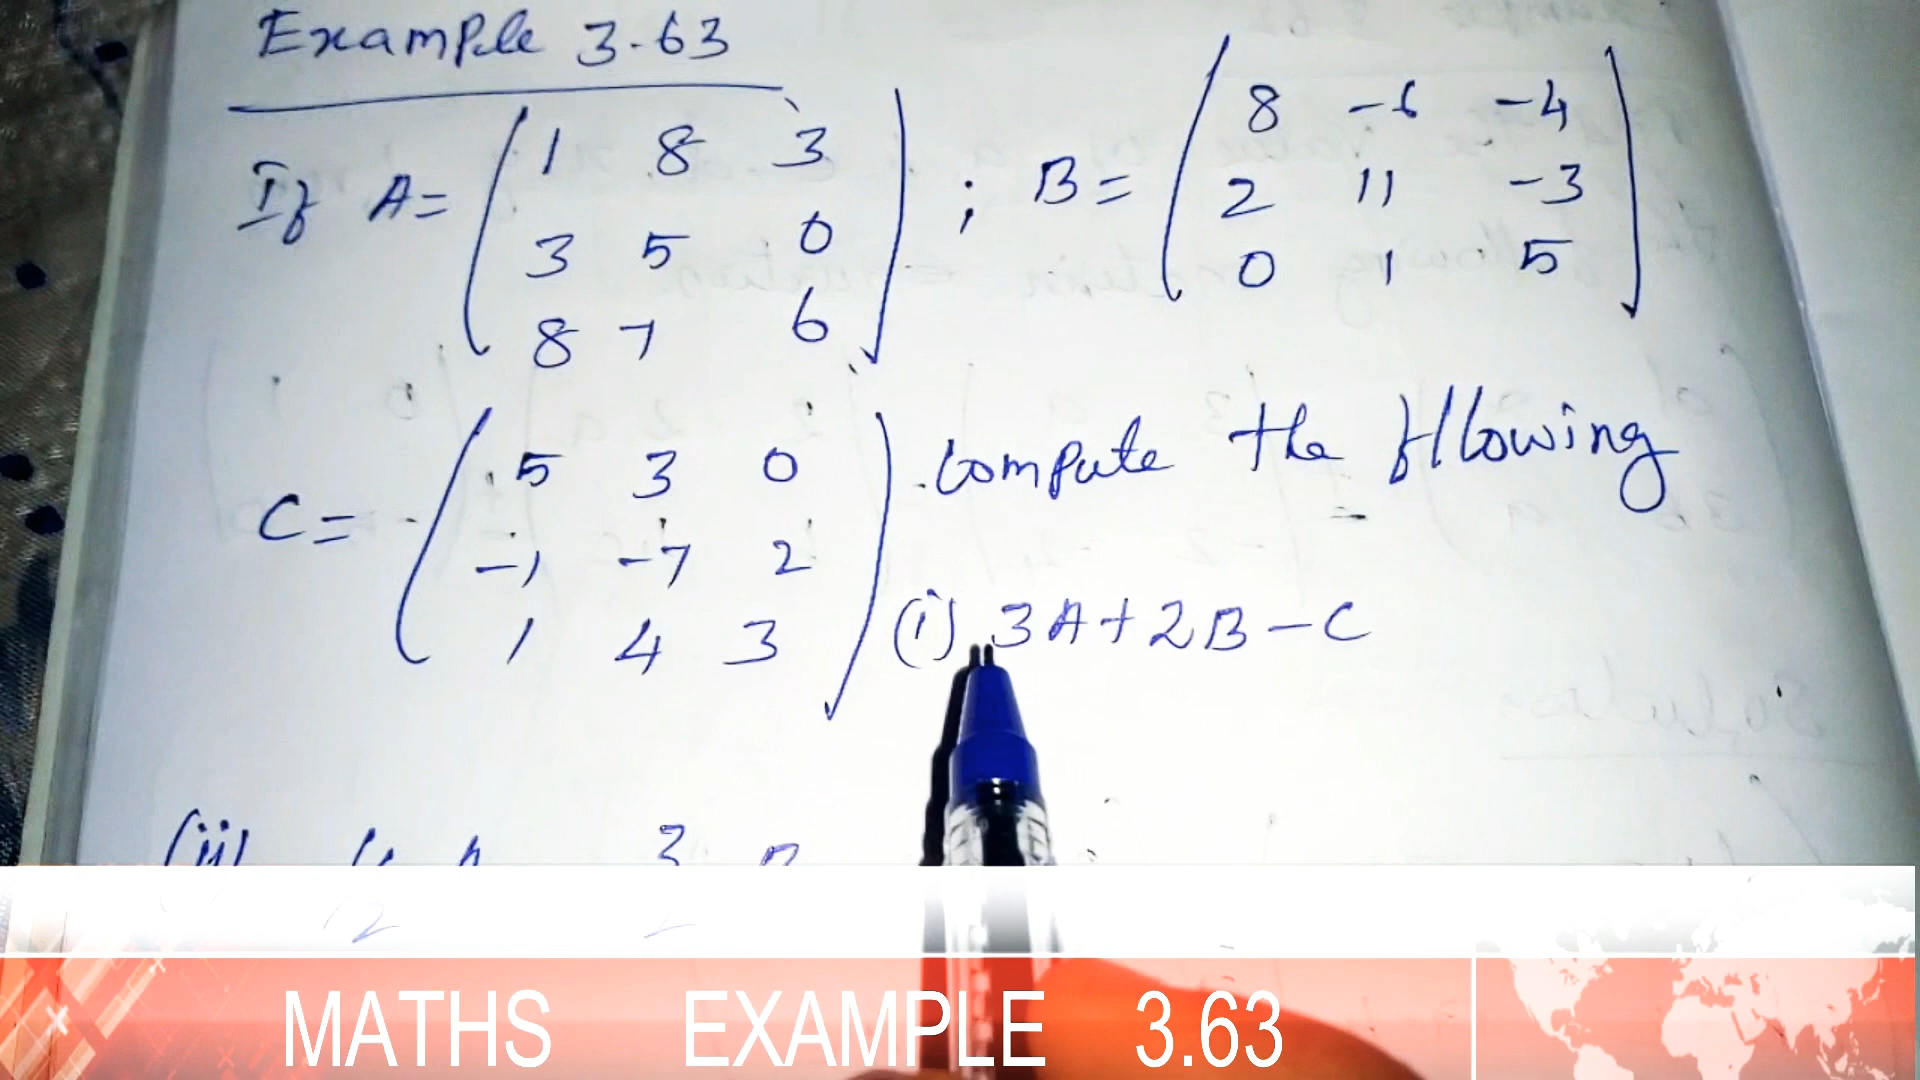 Example 3.63
If A = ( 1 8 3 ; B = ( 8 -6 -4
3 5 0 2 11 -3
8 7 6 ) 0 1 5 )
C = ( 5 3 0 compute the following
-1 -7 2
1 4 3 ) (i) 3A + 2B - C
(ii)
MATHS EXAMPLE 3.63